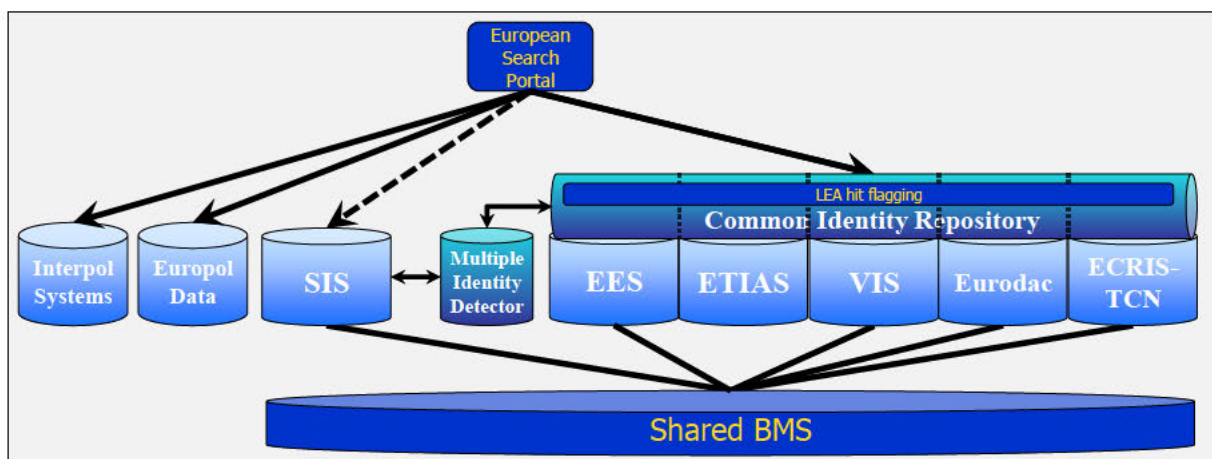 European
Search
Portal
LEA hit flagging
Common Identity Repository
Interpol
Systems
Europol
Data
SIS
Multiple
Identity
Detector
EES
ETIAS
VIS
Eurodac
ECRIS-
TCN
Shared BMS